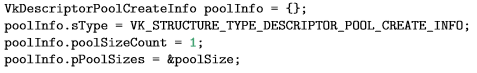 VkDescriptorPoolCreateInfo poolInfo = {};
poolInfo.sType = VK_STRUCTURE_TYPE_DESCRIPTOR_POOL_CREATE_INFO;
poolInfo.poolSizeCount = 1;
poolInfo.pPoolSizes = &poolSize;